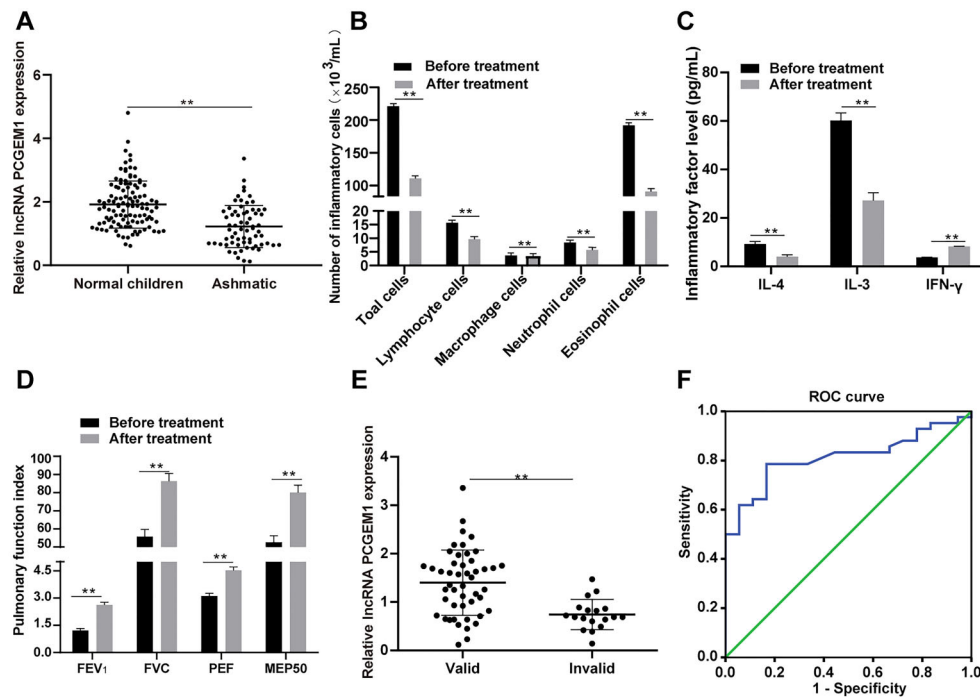 A
Relative lncRNA PCGEM1 expression
6
4
2
0
**
Normal children
Ashmatic
B
Before treatment
After treatment
Number of inflammatory cells (×10³/mL)
300
250
200
150
100
20
15
10
5
0
**
**
**
**
**
Toal cells
Lymphocyte cells
Macrophage cells
Neutrophil cells
Eosinophil cells
C
Before treatment
After treatment
Inflammatory factor level (pg/mL)
80
60
40
20
0
**
**
**
IL-4
IL-3
IFN-γ
D
Before treatment
After treatment
Pulmonary function index
100
90
80
70
60
50
4.5
3.0
1.5
0.0
**
**
**
**
FEV1
FVC
PEF
MEP50
E
Relative lncRNA PCGEM1 expression
4
3
2
1
0
**
Valid
Invalid
F
ROC curve
Sensitivity
1.0
0.8
0.6
0.4
0.2
0.0
0.0
0.2
0.4
0.6
0.8
1.0
1 - Specificity